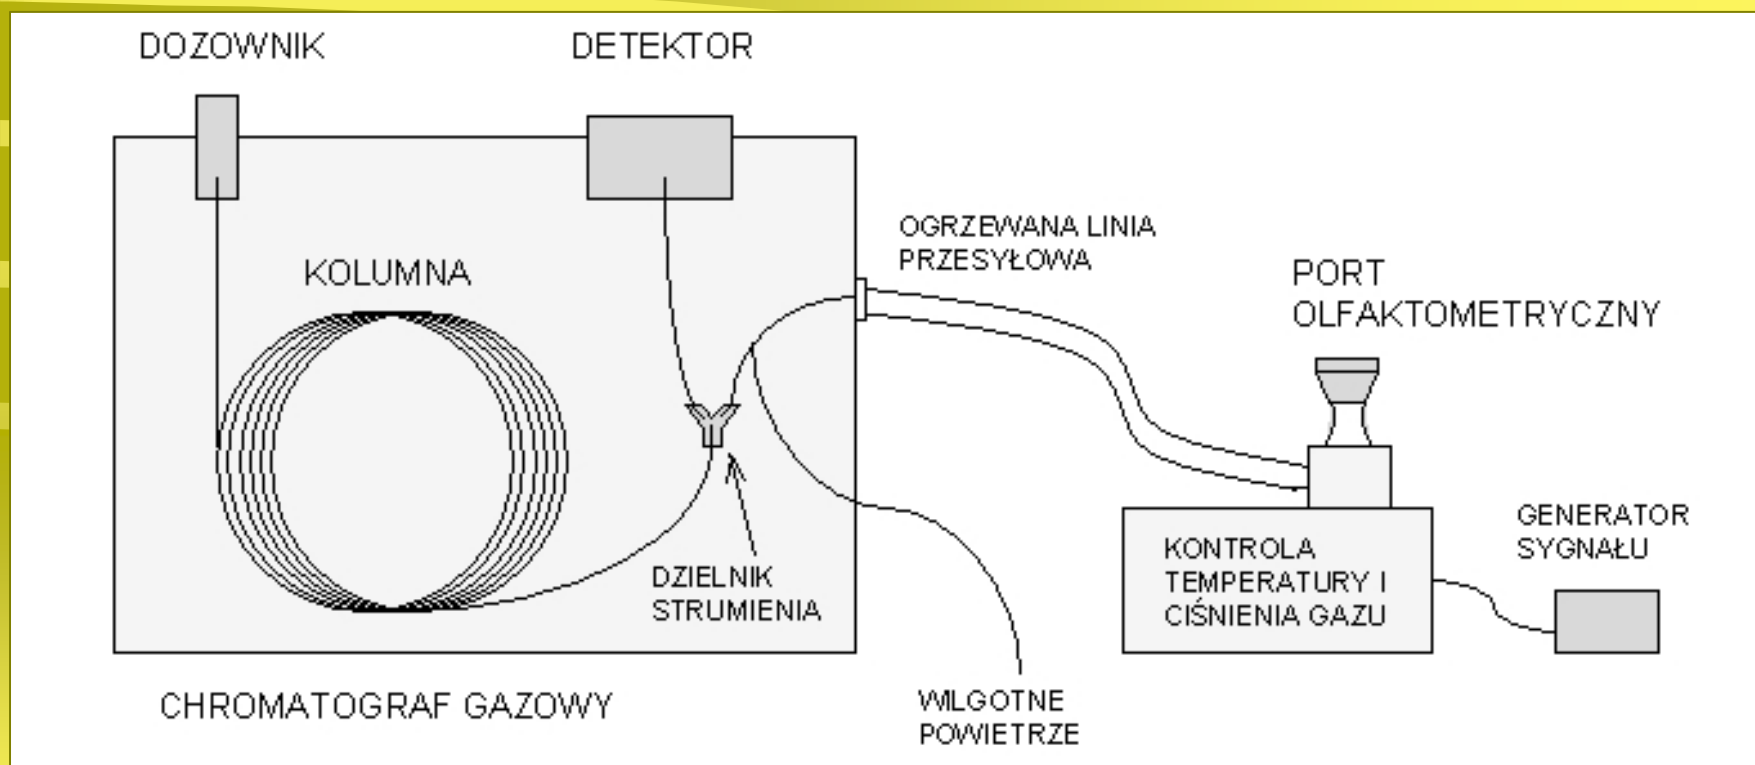 DOZOWNIK
DETEKTOR
OGRZEWANA LINIA
PRZESYŁOWA
KOLUMNA
PORT
OLFAKTOMETRYCZNY
GENERATOR
SYGNAŁU
KONTROLA
TEMPERATURY I
CIŚNIENIA GAZU
DZIELNIK
STRUMIENIA
CHROMATOGRAF GAZOWY
WILGOTNE
POWIETRZE